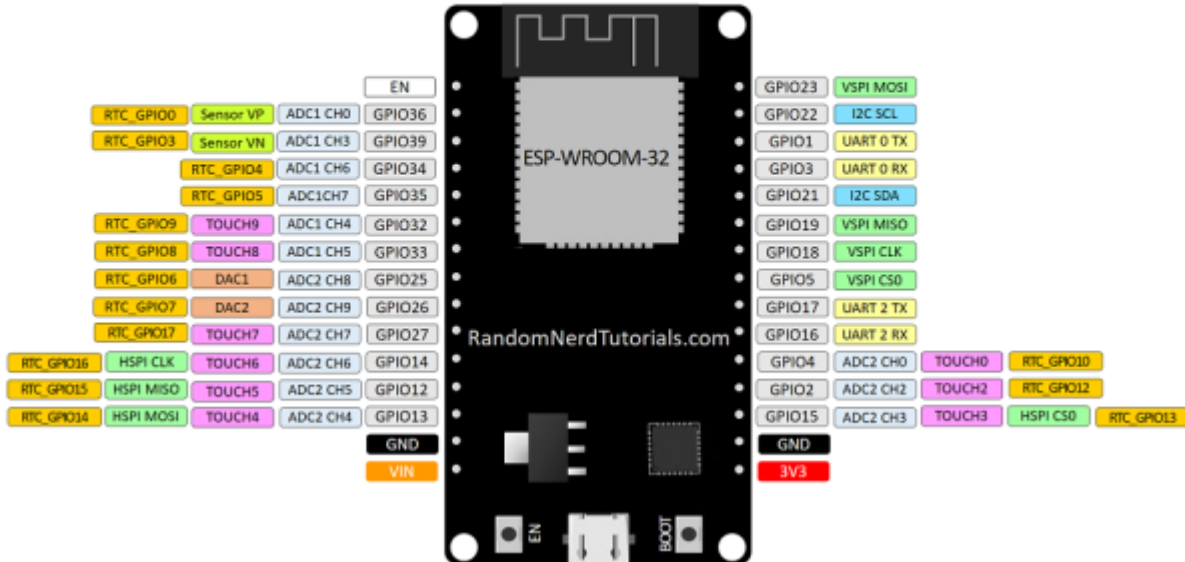 EN GPIO23 VSPI MOSI
RTC_GPIO0 Sensor VP ADC1 CH0 GPIO36 GPIO22 I2C SCL
RTC_GPIO3 Sensor VN ADC1 CH3 GPIO39 GPIO1 UART 0 TX
ESP-WROOM-32
RTC_GPIO4 ADC1 CH6 GPIO34 GPIO3 UART 0 RX
RTC_GPIO5 ADC1CH7 GPIO35 GPIO21 I2C SDA
RTC_GPIO9 TOUCH9 ADC1 CH4 GPIO32 GPIO19 VSPI MISO
RTC_GPIO8 TOUCH8 ADC1 CH5 GPIO33 GPIO18 VSPI CLK
RTC_GPIO6 DAC1 ADC2 CH8 GPIO25 GPIO5 VSPI CS0
RTC_GPIO7 DAC2 ADC2 CH9 GPIO26 GPIO17 UART 2 TX
RTC_GPIO17 TOUCH7 ADC2 CH7 GPIO27 GPIO16 UART 2 RX
RandomNerdTutorials.com
RTC_GPIO16 HSPI CLK TOUCH6 ADC2 CH6 GPIO14 GPIO4 ADC2 CH0 TOUCH0 RTC_GPIO10
RTC_GPIO15 HSPI MISO TOUCH5 ADC2 CH5 GPIO12 GPIO2 ADC2 CH2 TOUCH2 RTC_GPIO12
RTC_GPIO14 HSPI MOSI TOUCH4 ADC2 CH4 GPIO13 GPIO15 ADC2 CH3 TOUCH3 HSPI CS0 RTC_GPIO13
GND GND
VIN 3V3
EN BOOT